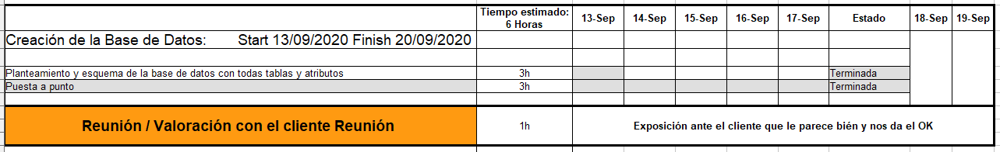 Tiempo estimado:
6 Horas
13-Sep 14-Sep 15-Sep 16-Sep 17-Sep Estado 18-Sep 19-Sep
Creación de la Base de Datos: Start 13/09/2020 Finish 20/09/2020
Planteamiento y esquema de la base de datos con todas tablas y atributos 3h Terminada
Puesta a punto 3h Terminada
Reunión / Valoración con el cliente Reunión 1h Exposición ante el cliente que le parece bién y nos da el OK